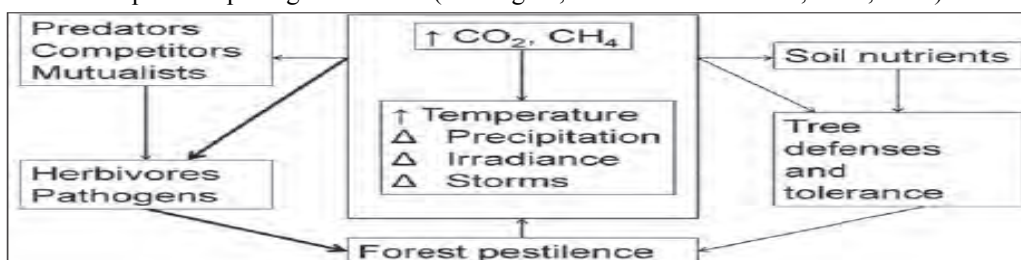 Predators
Competitors
Mutualists
↑ CO₂, CH₄
Soil nutrients
↑ Temperature
Δ Precipitation
Δ Irradiance
Δ Storms
Tree
defenses
and
tolerance
Herbivores
Pathogens
Forest pestilence